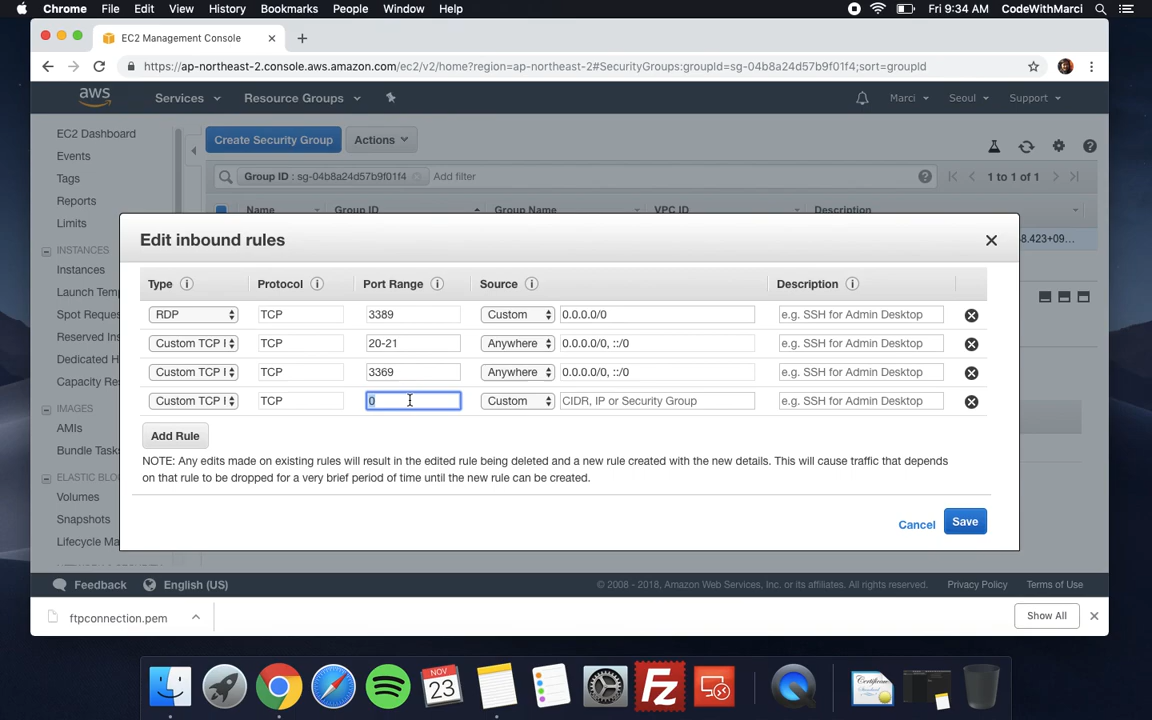 Chrome File Edit View History Bookmarks People Window Help Fri 9:34 AM CodeWithMarci
EC2 Management Console
https://ap-northeast-2.console.aws.amazon.com/ec2/v2/home?region=ap-northeast-2#SecurityGroups:groupId=sg-04b8a24d57b9f01f4;sort=groupId
aws Services Resource Groups Marci Seoul Support
EC2 Dashboard
Events
Tags
Reports
Limits
INSTANCES
Instances
Launch Temp
Spot Reques
Reserved In
Dedicated H
Capacity Re
IMAGES
AMIs
Bundle Task
ELASTIC BLO
Volumes
Snapshots
Lifecycle Ma
Create Security Group Actions
Group ID : sg-04b8a24d57b9f01f4 Add filter 1 to 1 of 1
Name Group ID Group Name VPC ID Description
8.423+09...
Edit inbound rules
Type Protocol Port Range Source Description
RDP TCP 3389 Custom 0.0.0.0/0 e.g. SSH for Admin Desktop
Custom TCP TCP 20-21 Anywhere 0.0.0.0/0, ::/0 e.g. SSH for Admin Desktop
Custom TCP TCP 3369 Anywhere 0.0.0.0/0, ::/0 e.g. SSH for Admin Desktop
Custom TCP TCP 0 Custom CIDR, IP or Security Group e.g. SSH for Admin Desktop
Add Rule
NOTE: Any edits made on existing rules will result in the edited rule being deleted and a new rule created with the new details. This will cause traffic that depends
on that rule to be dropped for a very brief period of time until the new rule can be created.
Cancel Save
Feedback English (US) © 2008 - 2018, Amazon Web Services, Inc. or its affiliates. All rights reserved. Privacy Policy Terms of Use
ftpconnection.pem Show All
NOV
23
Fz